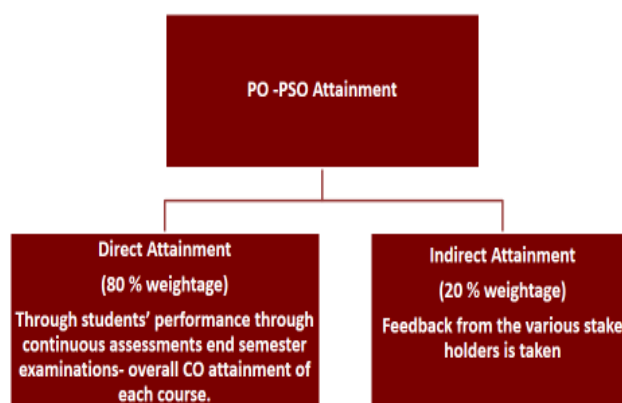 PO -PSO Attainment
Direct Attainment
(80 % weightage)
Through students' performance through
continuous assessments end semester
examinations- overall CO attainment of
each course.
Indirect Attainment
(20 % weightage)
Feedback from the various stake
holders is taken